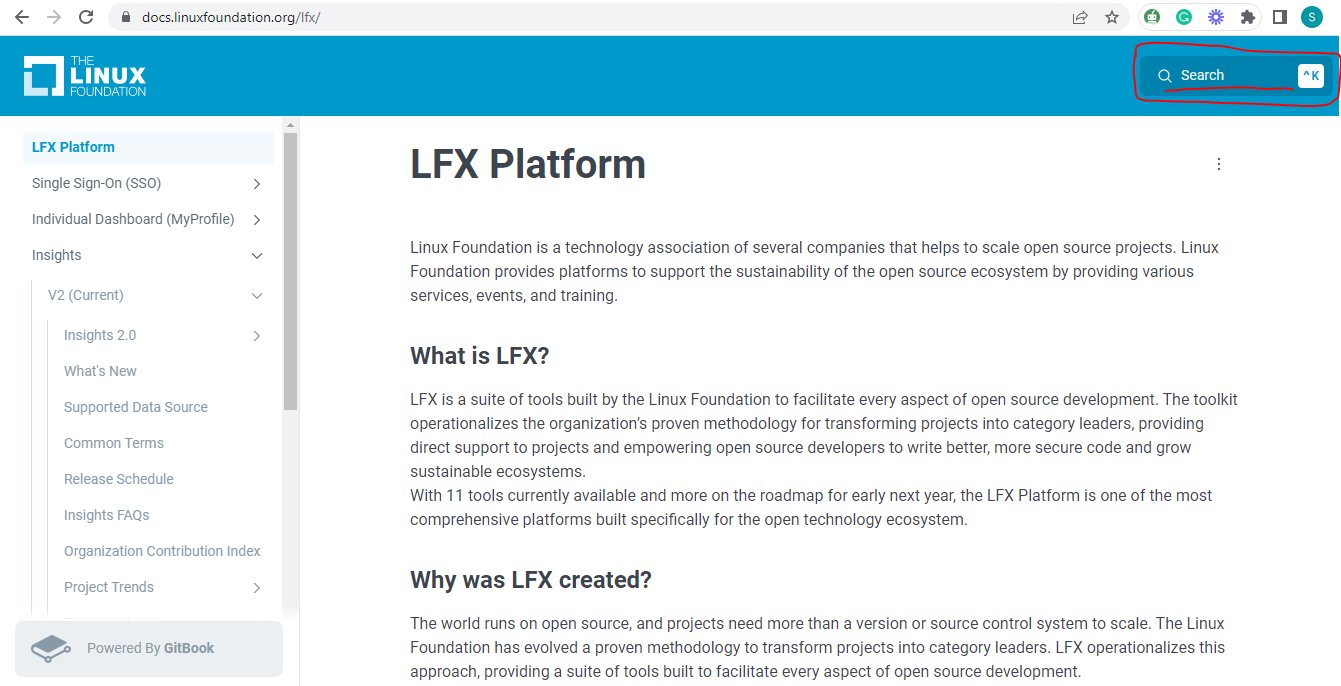 docs.linuxfoundation.org/lfx/
S
THE
LINUX
FOUNDATION
Search
^ K
LFX Platform
Single Sign-On (SSO)
Individual Dashboard (MyProfile)
Insights
V2 (Current)
Insights 2.0
What's New
Supported Data Source
Common Terms
Release Schedule
Insights FAQs
Organization Contribution Index
Project Trends
Powered By GitBook
LFX Platform
Linux Foundation is a technology association of several companies that helps to scale open source projects. Linux
Foundation provides platforms to support the sustainability of the open source ecosystem by providing various
services, events, and training.
What is LFX?
LFX is a suite of tools built by the Linux Foundation to facilitate every aspect of open source development. The toolkit
operationalizes the organization’s proven methodology for transforming projects into category leaders, providing
direct support to projects and empowering open source developers to write better, more secure code and grow
sustainable ecosystems.
With 11 tools currently available and more on the roadmap for early next year, the LFX Platform is one of the most
comprehensive platforms built specifically for the open technology ecosystem.
Why was LFX created?
The world runs on open source, and projects need more than a version or source control system to scale. The Linux
Foundation has evolved a proven methodology to transform projects into category leaders. LFX operationalizes this
approach, providing a suite of tools built to facilitate every aspect of open source development.